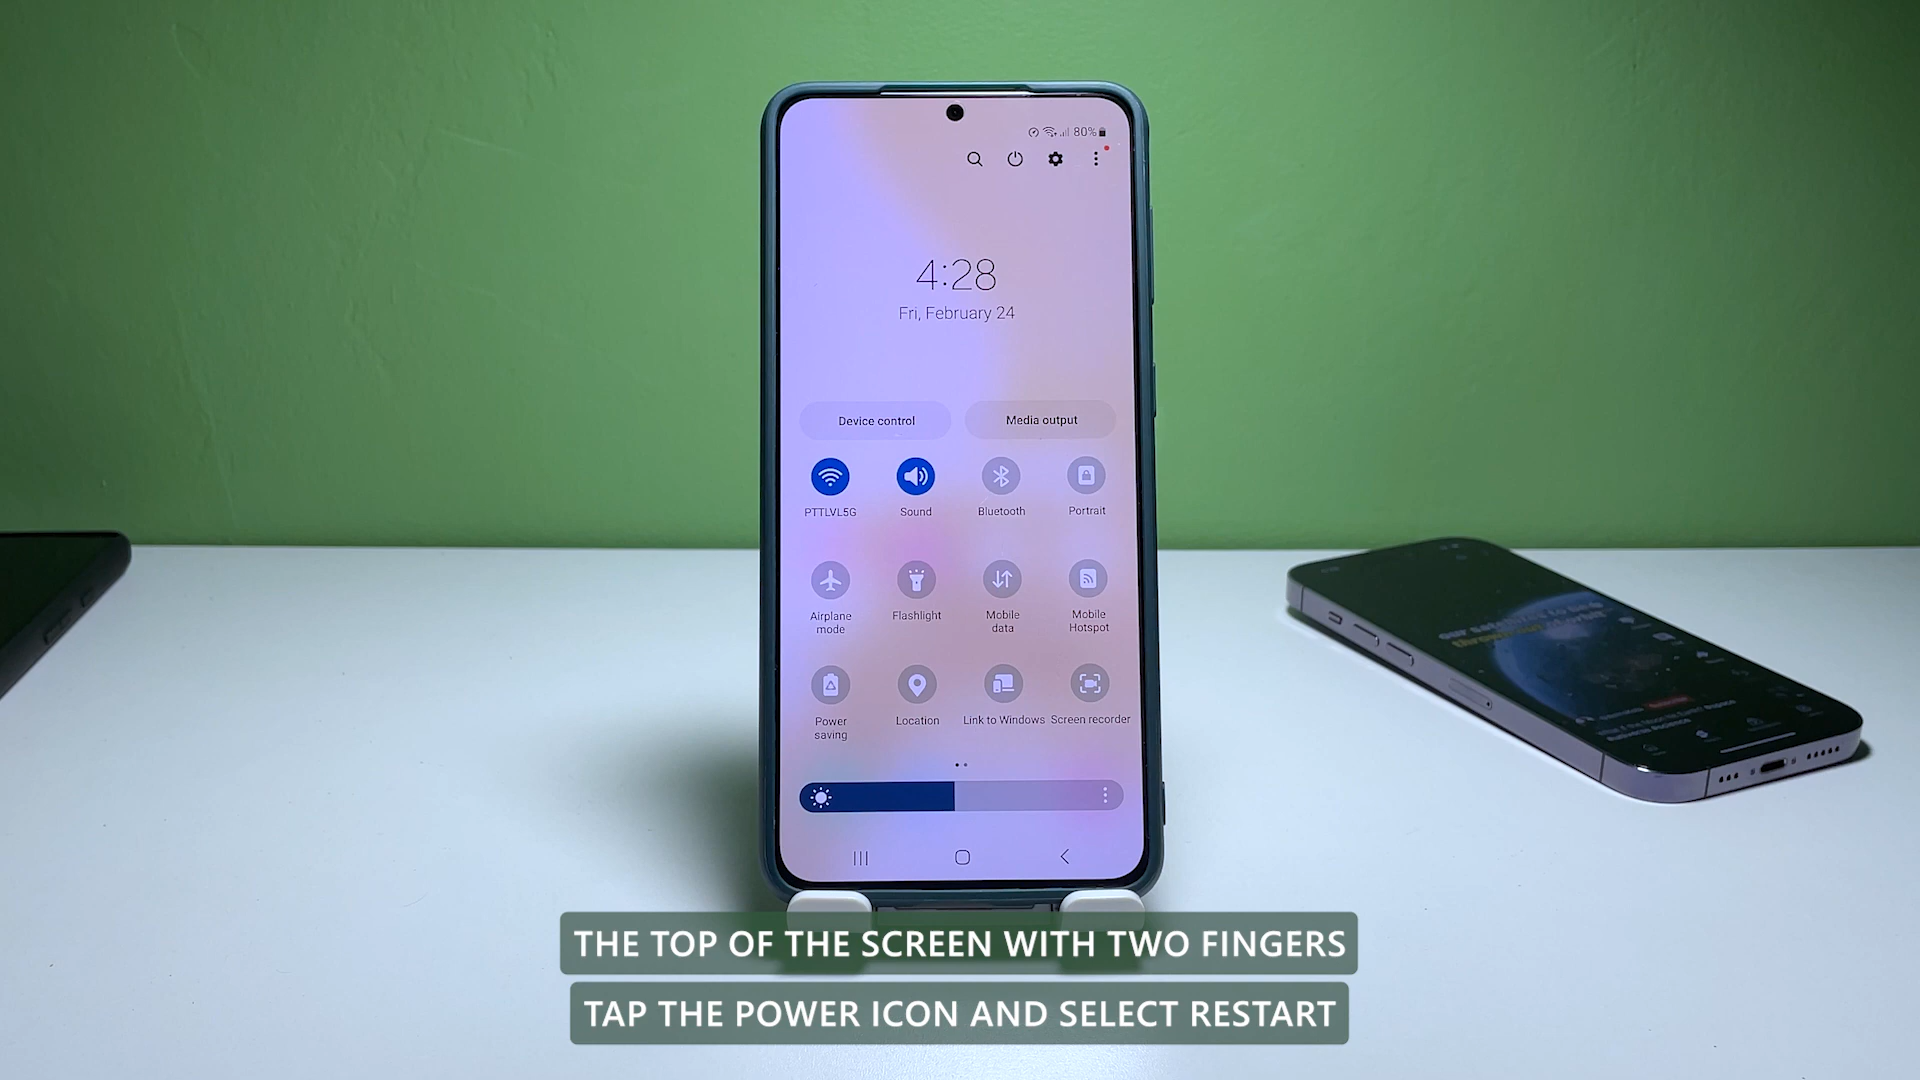 80%
4:28
Fri, February 24
Device control
Media output
PTTLVL5G
Sound
Bluetooth
Portrait
Airplane
mode
Flashlight
Mobile
data
Mobile
Hotspot
Power
saving
Location
Link to Windows
Screen recorder
THE TOP OF THE SCREEN WITH TWO FINGERS
TAP THE POWER ICON AND SELECT RESTART